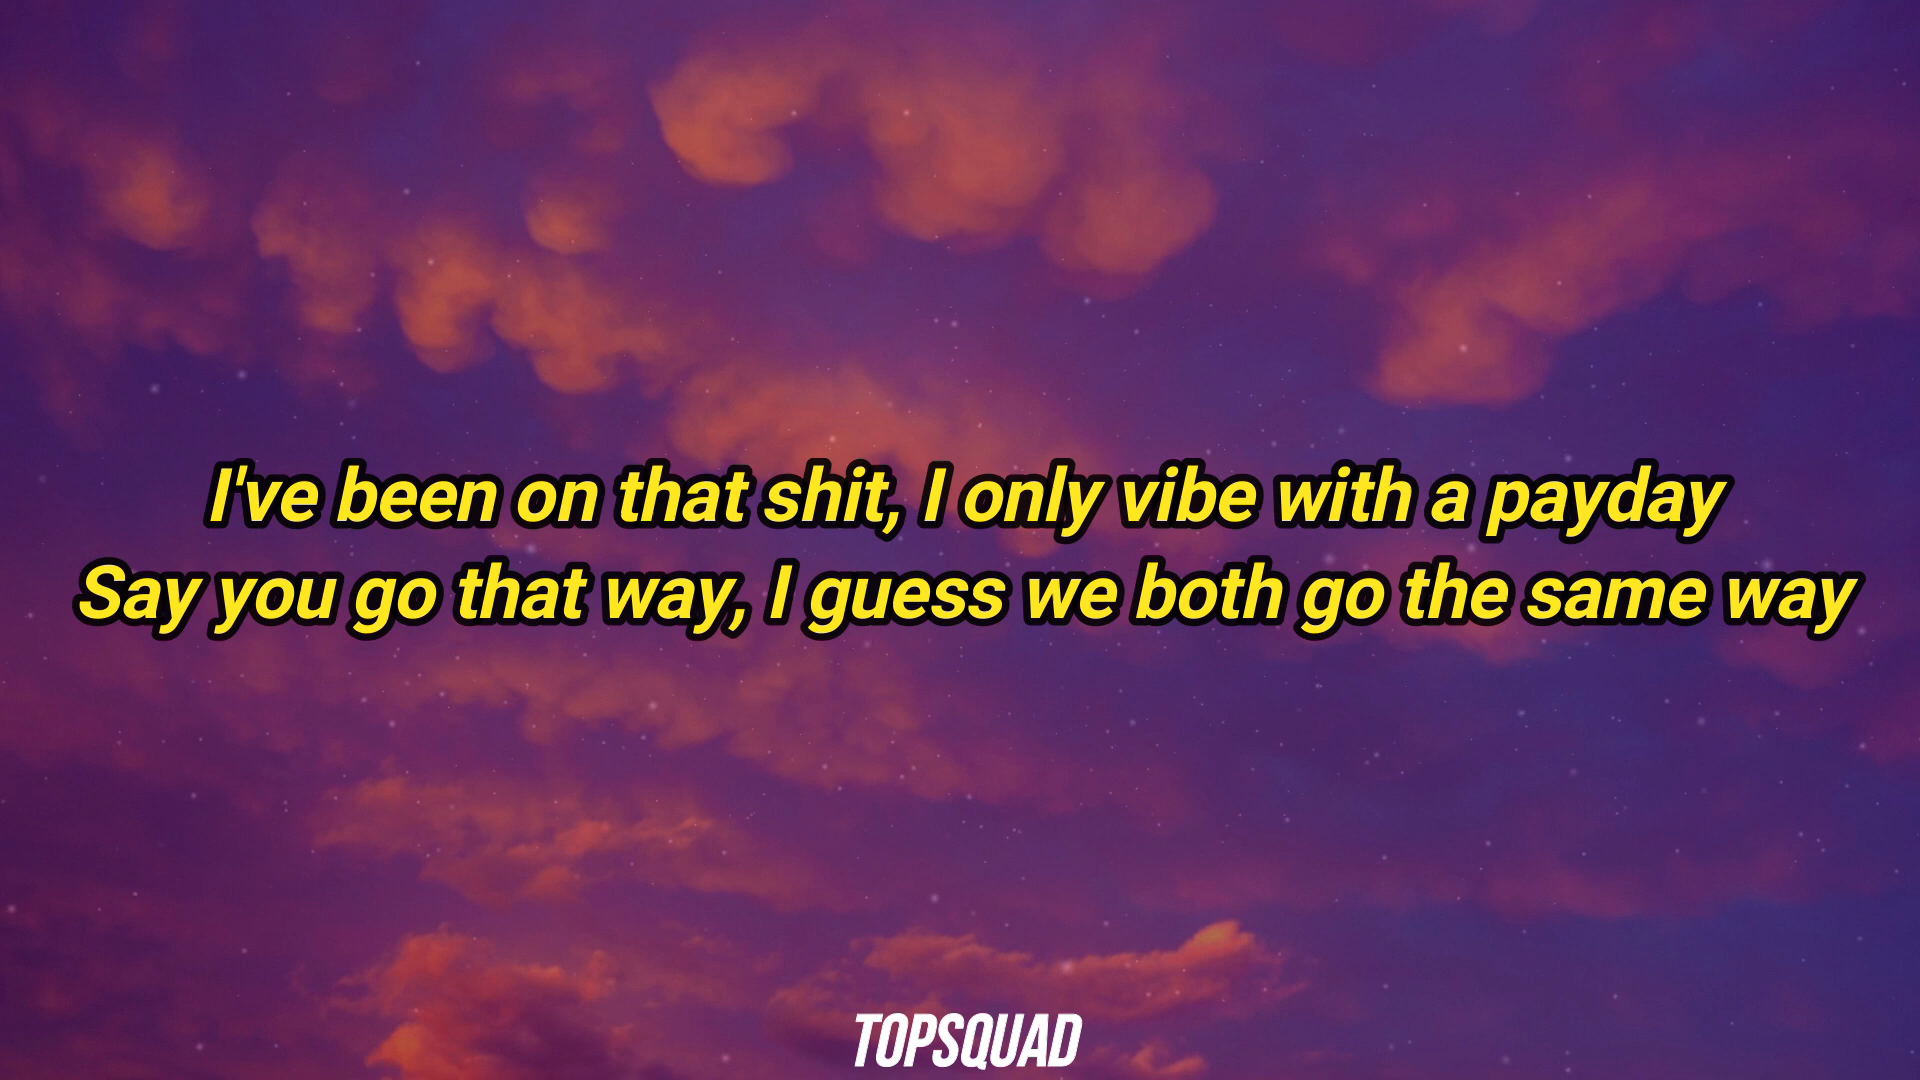 I've been on that shit, I only vibe with a payday
Say you go that way, I guess we both go the same way
TOPSQUAD